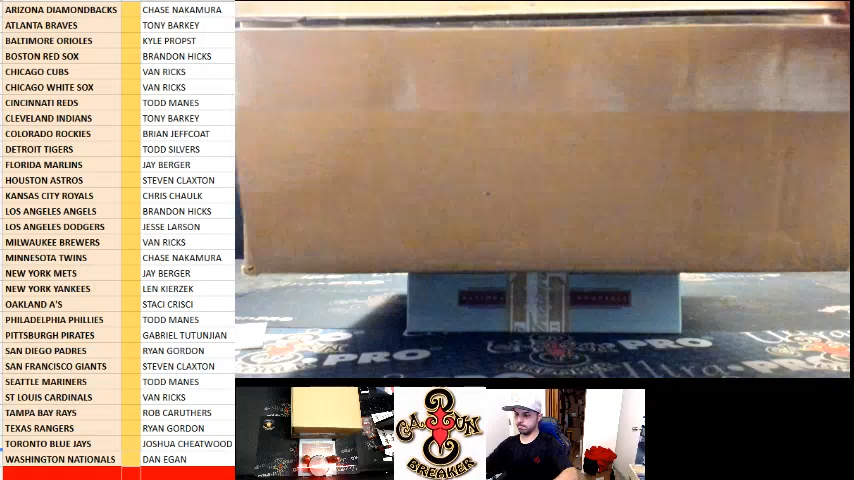 ARIZONA DIAMONDBACKS CHASE NAKAMURA
ATLANTA BRAVES TONY BARKEY
BALTIMORE ORIOLES KYLE PROPST
BOSTON RED SOX BRANDON HICKS
CHICAGO CUBS VAN RICKS
CHICAGO WHITE SOX VAN RICKS
CINCINNATI REDS TODD MANES
CLEVELAND INDIANS TONY BARKEY
COLORADO ROCKIES BRIAN JEFFCOAT
DETROIT TIGERS TODD SILVERS
FLORIDA MARLINS JAY BERGER
HOUSTON ASTROS STEVEN CLAXTON
KANSAS CITY ROYALS CHRIS CHAULK
LOS ANGELES ANGELS BRANDON HICKS
LOS ANGELES DODGERS JESSE LARSON
MILWAUKEE BREWERS VAN RICKS
MINNESOTA TWINS CHASE NAKAMURA
NEW YORK METS JAY BERGER
NEW YORK YANKEES LEN KIERZEK
OAKLAND A'S STACI CRISCI
PHILADELPHIA PHILLIES TODD MANES
PITTSBURGH PIRATES GABRIEL TUTUNJIAN
SAN DIEGO PADRES RYAN GORDON
SAN FRANCISCO GIANTS STEVEN CLAXTON
SEATTLE MARINERS TODD MANES
ST LOUIS CARDINALS VAN RICKS
TAMPA BAY RAYS ROB CARUTHERS
TEXAS RANGERS RYAN GORDON
TORONTO BLUE JAYS JOSHUA CHEATWOOD
WASHINGTON NATIONALS DAN EGAN
PRO
Ultra
PRO
CAJUN
BREAKER